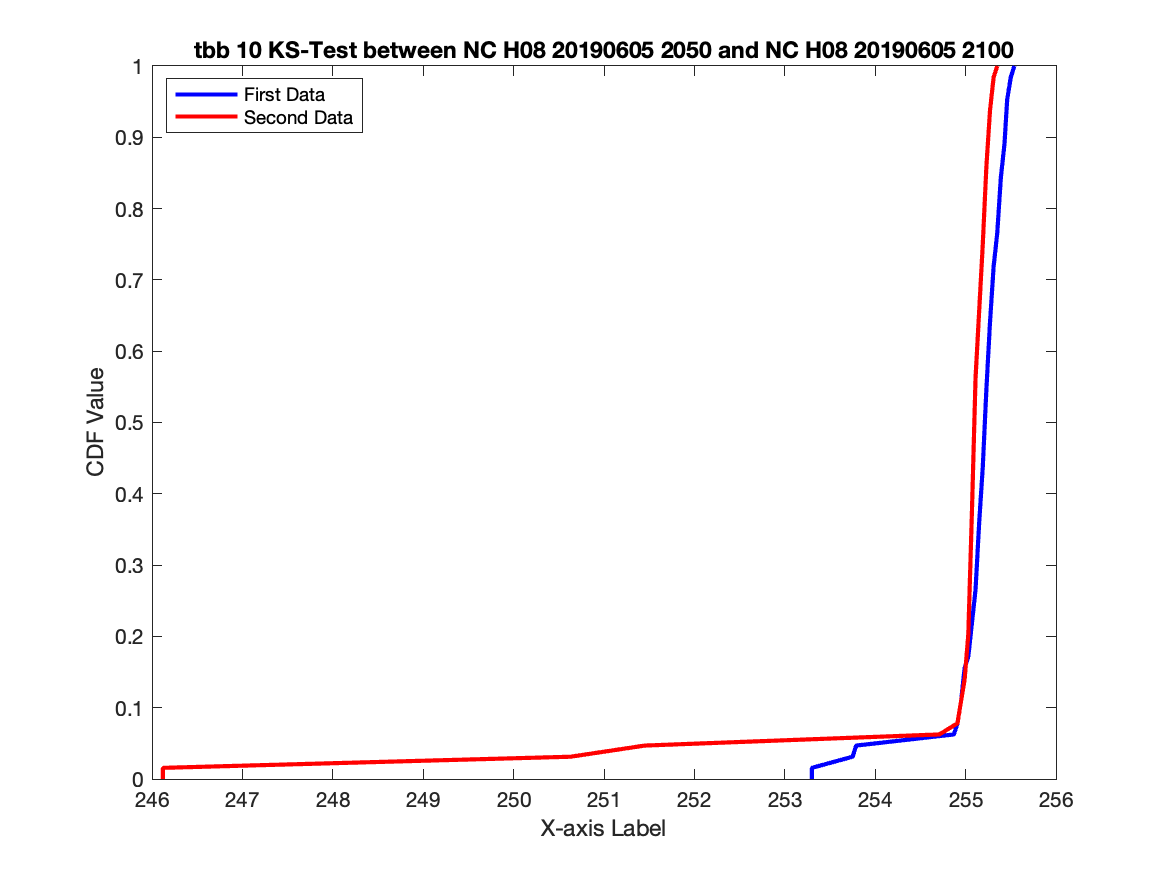 tbb 10 KS-Test between NC H08 20190605 2050 and NC H08 20190605 2100
First Data
Second Data
1
0.9
0.8
0.7
0.6
0.5
0.4
0.3
0.2
0.1
0
CDF Value
246 247 248 249 250 251 252 253 254 255 256
X-axis Label